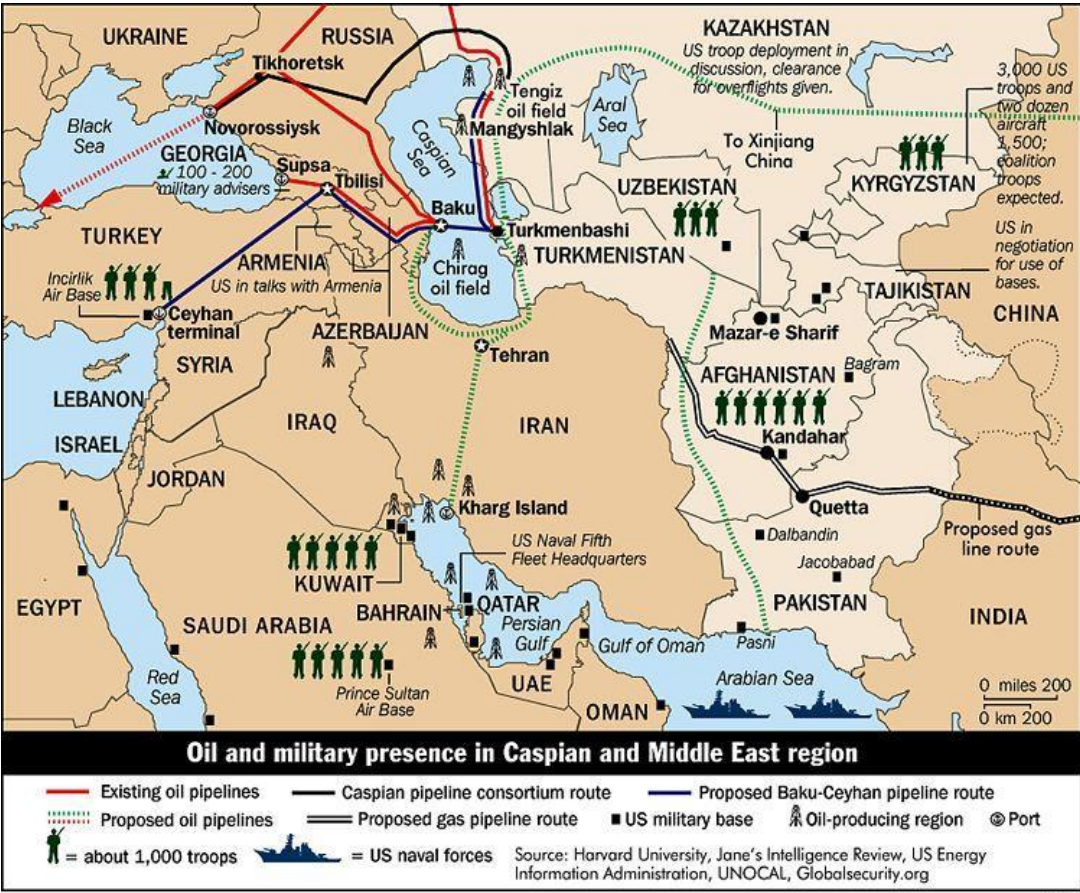 UKRAINE
RUSSIA
KAZAKHSTAN
US troop deployment in
discussion, clearance
for overflights given.
3,000 US
troops and
two dozen
aircraft
1,500;
coalition
troops
expected.
Tikhoretsk
Tengiz
oil field
Aral
Sea
Black
Sea
Novorossiysk
Caspian
Sea
Mangyshlak
To Xinjiang
China
GEORGIA
100 - 200
military advisers
Supsa
Tbilisi
UZBEKISTAN
KYRGYZSTAN
Baku
Turkmenbashi
TURKEY
US in
negotiation
for use of
bases.
TURKMENISTAN
ARMENIA
US in talks with Armenia
Chirag
oil field
Incirlik
Air Base
TAJIKISTAN
CHINA
Ceyhan
terminal
AZERBAIJAN
Mazar-e Sharif
Tehran
SYRIA
Bagram
AFGHANISTAN
LEBANON
IRAQ
IRAN
Kandahar
ISRAEL
JORDAN
Kharg Island
Quetta
Proposed gas
line route
Dalbandin
US Naval Fifth
Fleet Headquarters
Jacobabad
KUWAIT
EGYPT
BAHRAIN
QATAR
PAKISTAN
INDIA
SAUDI ARABIA
Persian
Gulf
Gulf of Oman
Pasni
Red
Sea
Prince Sultan
Air Base
UAE
Arabian Sea
OMAN
0 miles 200
0 km 200
Oil and military presence in Caspian and Middle East region
Existing oil pipelines
Caspian pipeline consortium route
Proposed Baku-Ceyhan pipeline route
Proposed oil pipelines
Proposed gas pipeline route
US military base
Oil-producing region
Port
= about 1,000 troops
= US naval forces
Source: Harvard University, Jane's Intelligence Review, US Energy
Information Administration, UNOCAL, Globalsecurity.org